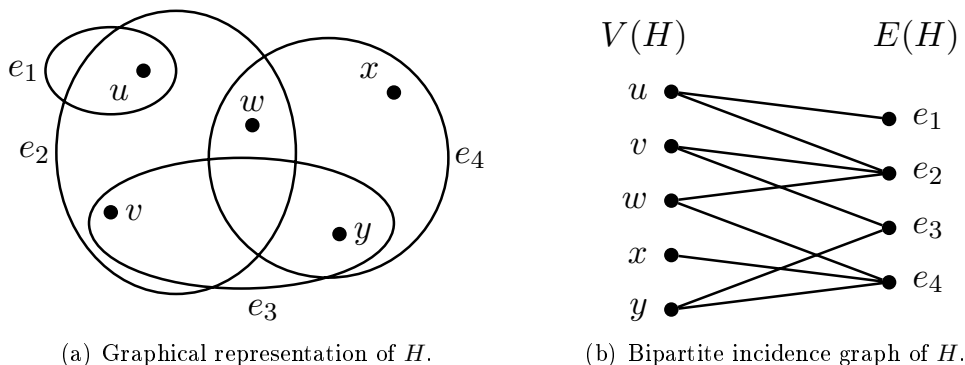 V(H) E(H)
e₁ u x u e₁
w v e₂
e₂ e₄ w e₃
v y x e₄
e₃ y
(a) Graphical representation of H. (b) Bipartite incidence graph of H.